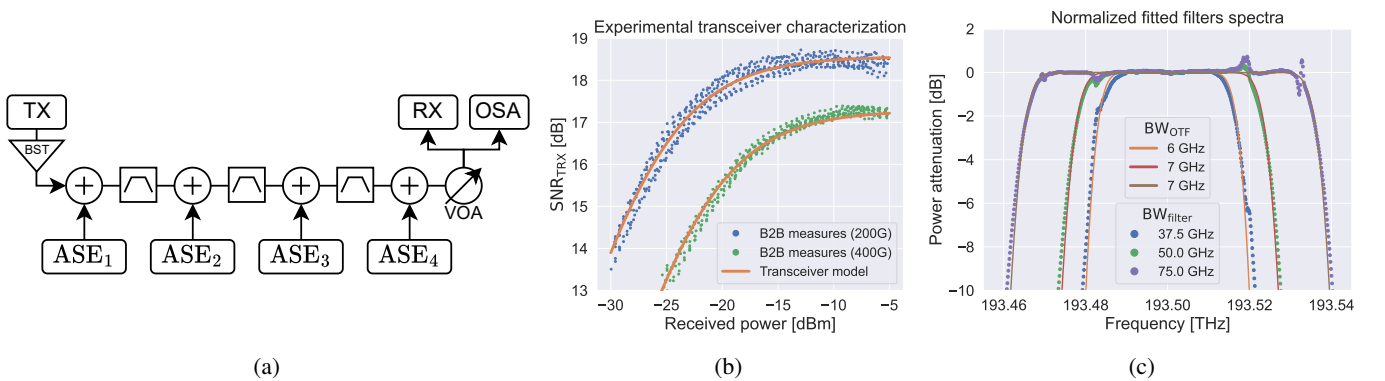 TX
BST
RX
OSA
VOA
ASE1
ASE2
ASE3
ASE4
(a)
Experimental transceiver characterization
SNRTRX [dB]
19
18
17
16
15
14
13
B2B measures (200G)
B2B measures (400G)
Transceiver model
−30
−25
−20
−15
−10
−5
Received power [dBm]
(b)
Normalized fitted filters spectra
Power attenuation [dB]
2
0
−2
−4
−6
−8
−10
BWOTF
6 GHz
7 GHz
7 GHz
BWfilter
37.5 GHz
50.0 GHz
75.0 GHz
193.46
193.48
193.50
193.52
193.54
Frequency [THz]
(c)